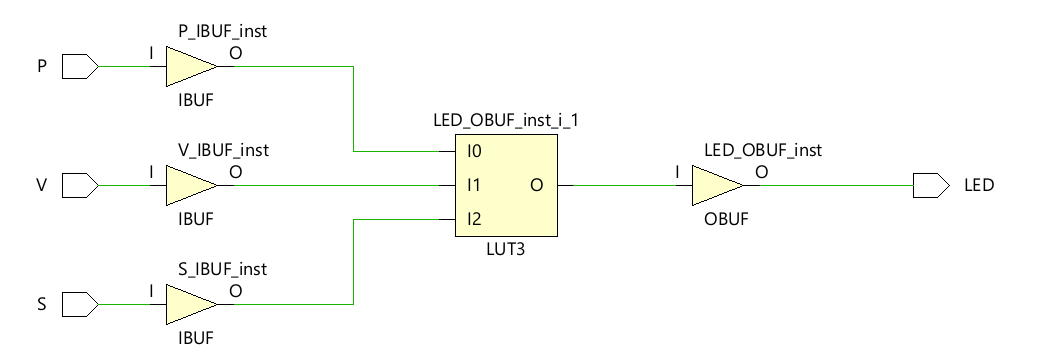 P_IBUF_inst
P
I
O
IBUF
LED_OBUF_inst_i_1
V_IBUF_inst
I0
LED_OBUF_inst
V
I
O
I1
O
I
O
LED
IBUF
I2
OBUF
LUT3
S_IBUF_inst
S
I
O
IBUF